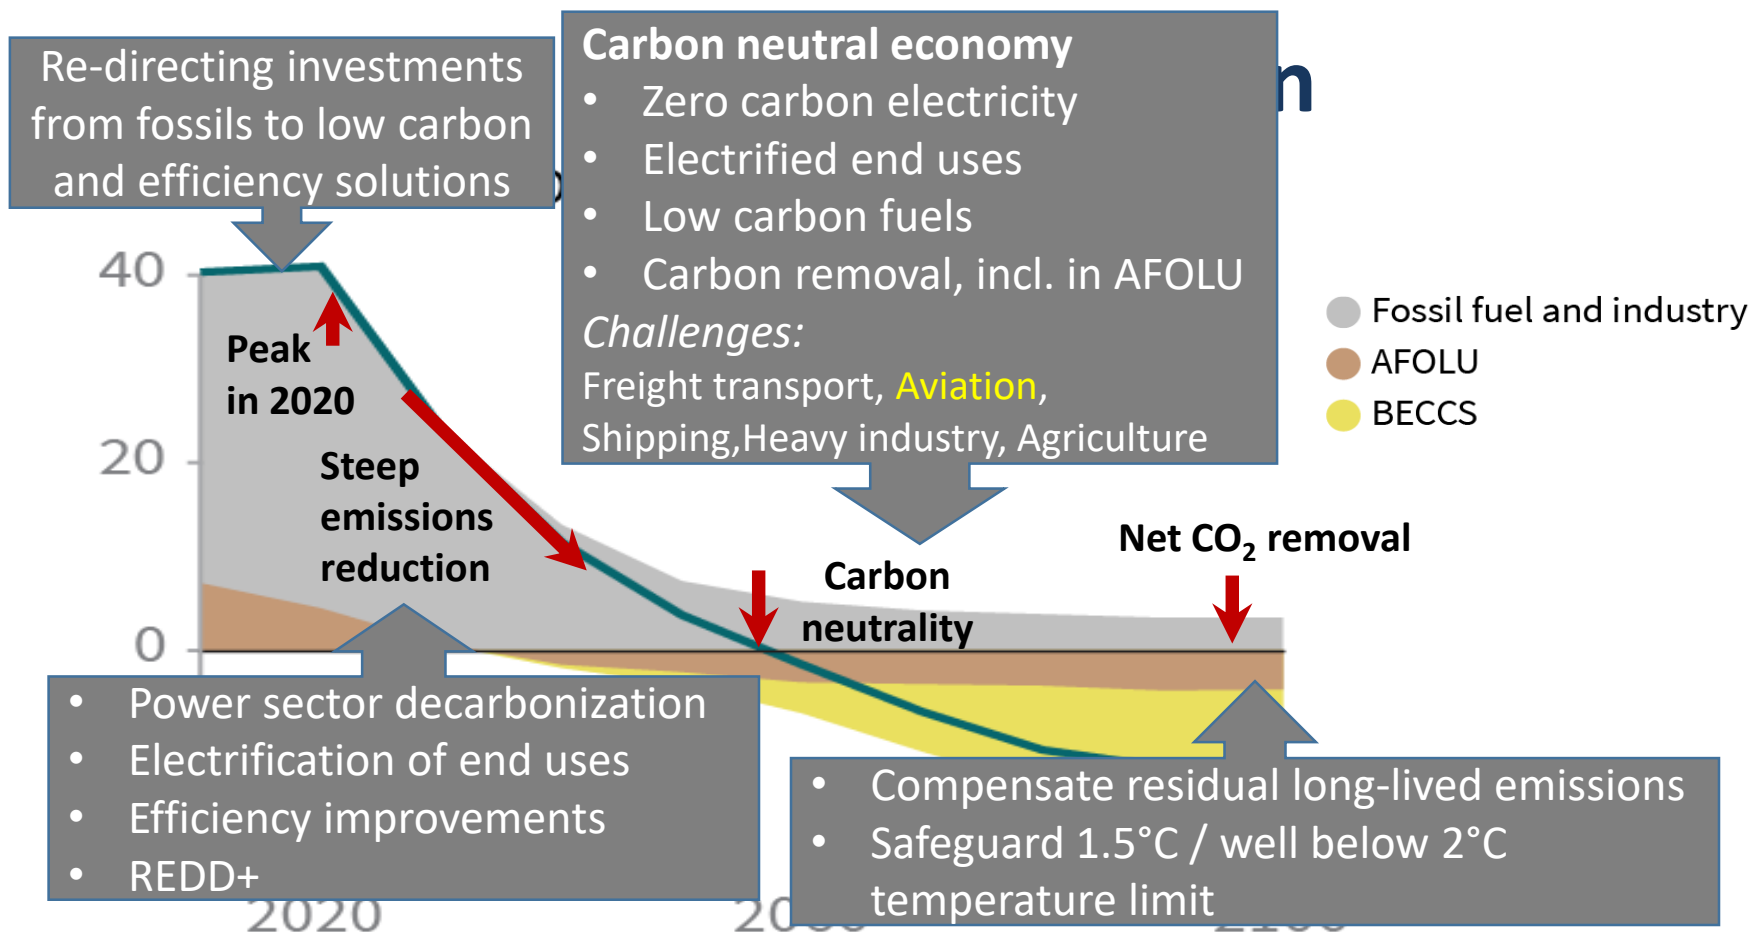 Re-directing investments
from fossils to low carbon
and efficiency solutions
Carbon neutral economy
• Zero carbon electricity
• Electrified end uses
• Low carbon fuels
• Carbon removal, incl. in AFOLU
Challenges:
Freight transport, Aviation,
Shipping,Heavy industry, Agriculture
n
40
20
0
Peak
in 2020
Steep
emissions
reduction
Fossil fuel and industry
AFOLU
BECCS
Carbon
neutrality
Net CO₂ removal
• Power sector decarbonization
• Electrification of end uses
• Efficiency improvements
• REDD+
• Compensate residual long-lived emissions
• Safeguard 1.5°C / well below 2°C
temperature limit
2020